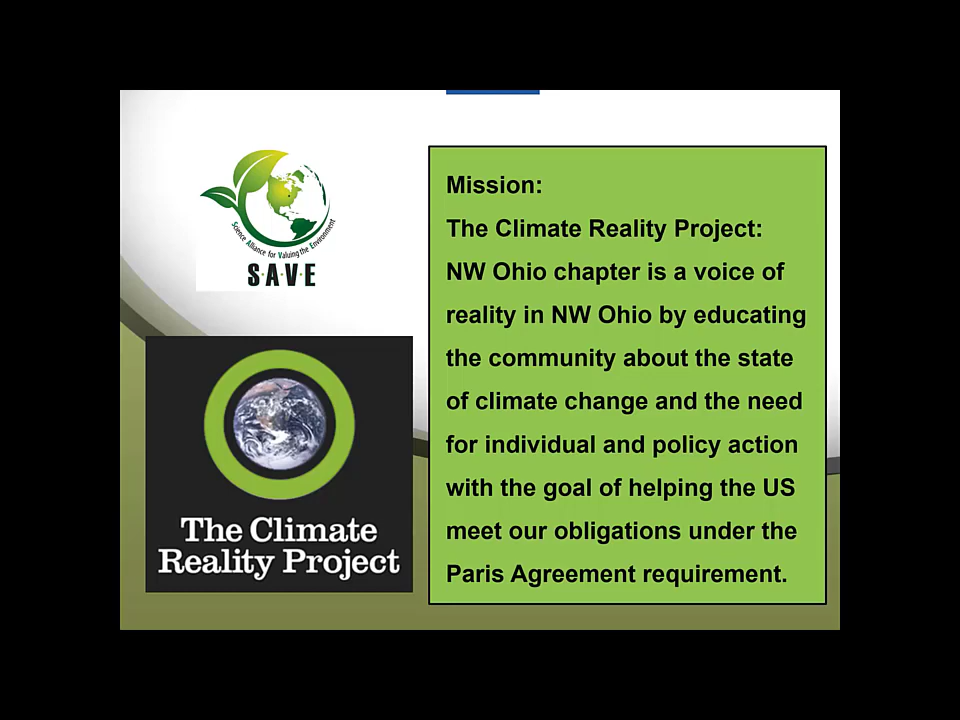 Science Alliance for Valuing the Environment
S·A·V·E
The Climate
Reality Project
Mission:
The Climate Reality Project:
NW Ohio chapter is a voice of
reality in NW Ohio by educating
the community about the state
of climate change and the need
for individual and policy action
with the goal of helping the US
meet our obligations under the
Paris Agreement requirement.